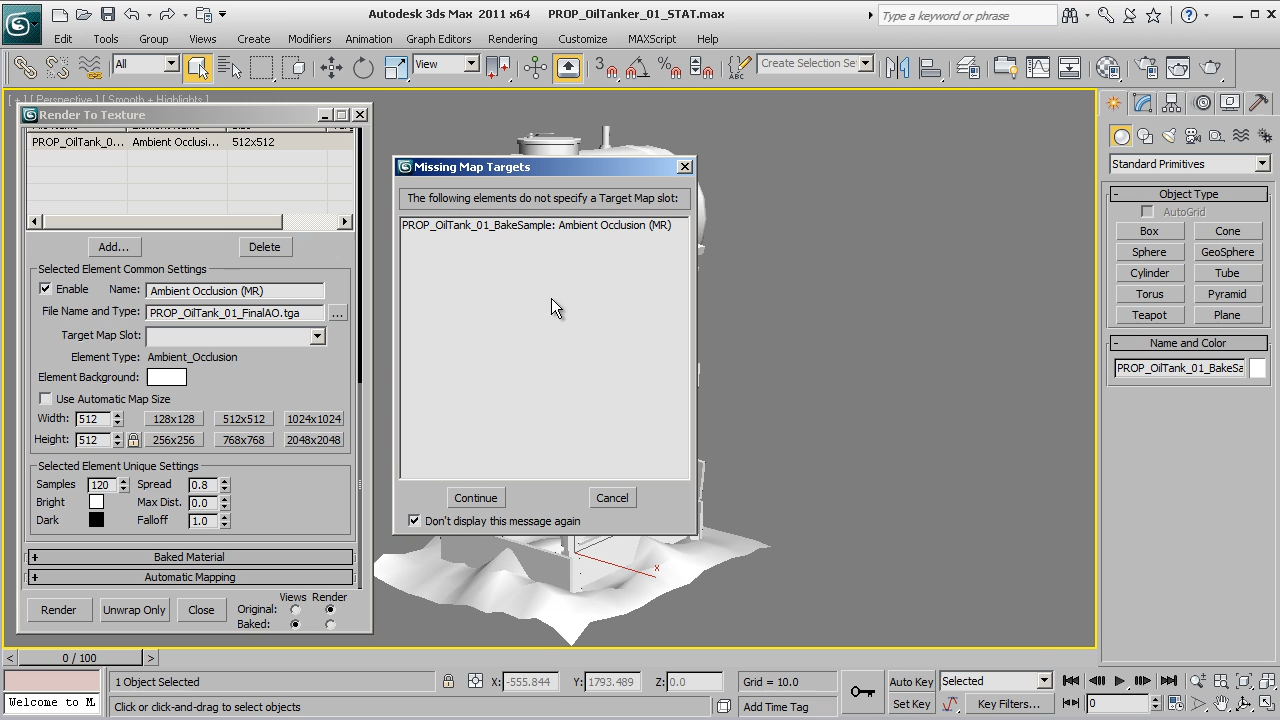 Autodesk 3ds Max 2011 x64 PROP_OilTanker_01_STAT.max
Type a keyword or phrase
Edit Tools Group Views Create Modifiers Animation Graph Editors Rendering Customize MAXScript Help
All
View
Create Selection Se
[ + ] [ Perspective ] [ Smooth + Highlights ]
Render To Texture
PROP_OilTank_0... Ambient Occlusi... 512x512
Add... Delete
Selected Element Common Settings
Enable Name: Ambient Occlusion (MR)
File Name and Type: PROP_OilTank_01_FinalAO.tga ...
Target Map Slot:
Element Type: Ambient_Occlusion
Element Background:
Use Automatic Map Size
Width: 512 128x128 512x512 1024x1024
Height: 512 256x256 768x768 2048x2048
Selected Element Unique Settings
Samples 120 Spread 0.8
Bright Max Dist. 0.0
Dark Falloff 1.0
+ Baked Material
+ Automatic Mapping
Views Render
Render Unwrap Only Close Original:
Baked:
Missing Map Targets
The following elements do not specify a Target Map slot:
PROP_OilTank_01_BakeSample: Ambient Occlusion (MR)
Continue Cancel
Don't display this message again
x
Standard Primitives
- Object Type
AutoGrid
Box Cone
Sphere GeoSphere
Cylinder Tube
Torus Pyramid
Teapot Plane
- Name and Color
PROP_OilTank_01_BakeSa
< 0 / 100 >
1 Object Selected X: -555.844 Y: 1793.489 Z: 0.0 Grid = 10.0 Auto Key Selected
Welcome to M. Click or click-and-drag to select objects Add Time Tag Set Key Key Filters... 0